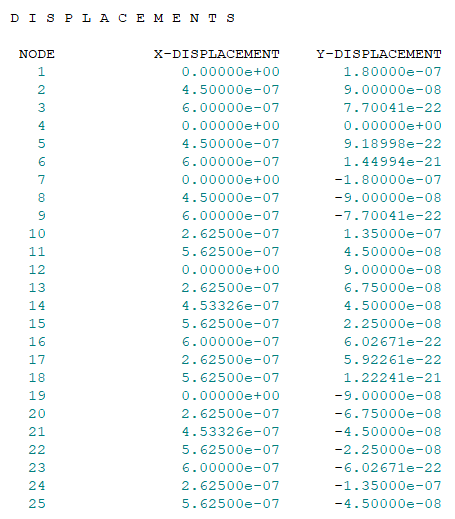 D I S P L A C E M E N T S
NODE X-DISPLACEMENT Y-DISPLACEMENT
1 0.00000e+00 1.80000e-07
2 4.50000e-07 9.00000e-08
3 6.00000e-07 7.70041e-22
4 0.00000e+00 0.00000e+00
5 4.50000e-07 9.18998e-22
6 6.00000e-07 1.44994e-21
7 0.00000e+00 -1.80000e-07
8 4.50000e-07 -9.00000e-08
9 6.00000e-07 -7.70041e-22
10 2.62500e-07 1.35000e-07
11 5.62500e-07 4.50000e-08
12 0.00000e+00 9.00000e-08
13 2.62500e-07 6.75000e-08
14 4.53326e-07 4.50000e-08
15 5.62500e-07 2.25000e-08
16 6.00000e-07 6.02671e-22
17 2.62500e-07 5.92261e-22
18 5.62500e-07 1.22241e-21
19 0.00000e+00 -9.00000e-08
20 2.62500e-07 -6.75000e-08
21 4.53326e-07 -4.50000e-08
22 5.62500e-07 -2.25000e-08
23 6.00000e-07 -6.02671e-22
24 2.62500e-07 -1.35000e-07
25 5.62500e-07 -4.50000e-08